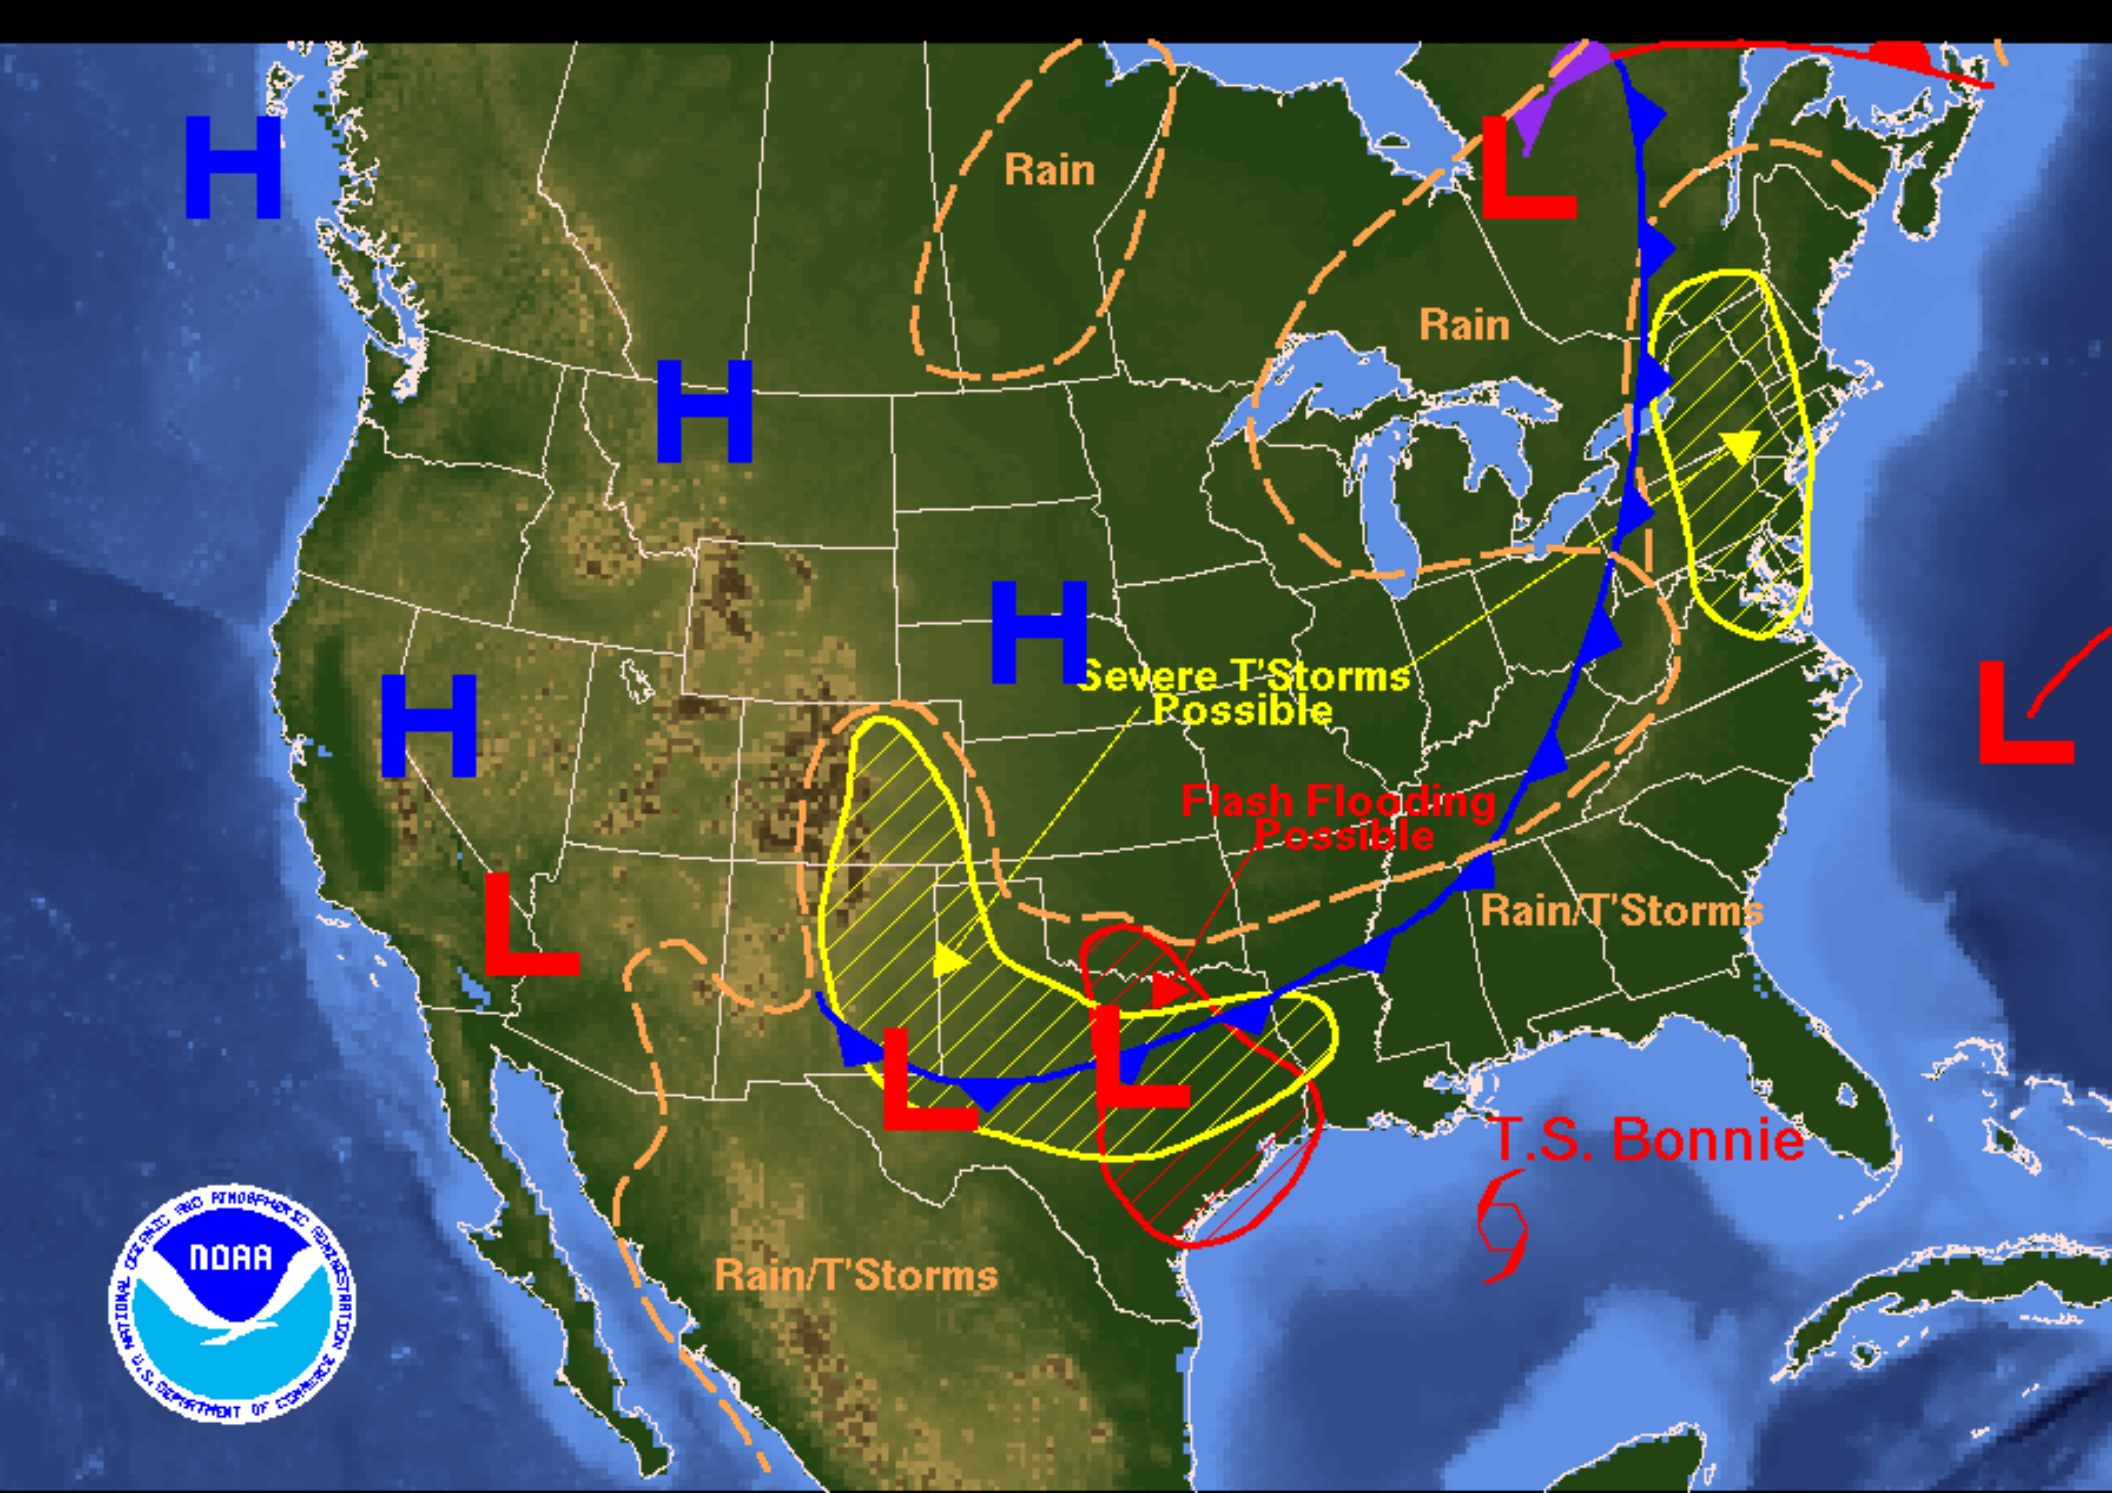 H
L
Rain
Rain
H
H
Severe T'Storms
Possible
L
H
Flash Flooding
Possible
L
Rain/T'Storms
L
L
T.S. Bonnie
Rain/T'Storms
NATIONAL OCEANIC AND ATMOSPHERIC ADMINISTRATION
NOAA
U.S. DEPARTMENT OF COMMERCE